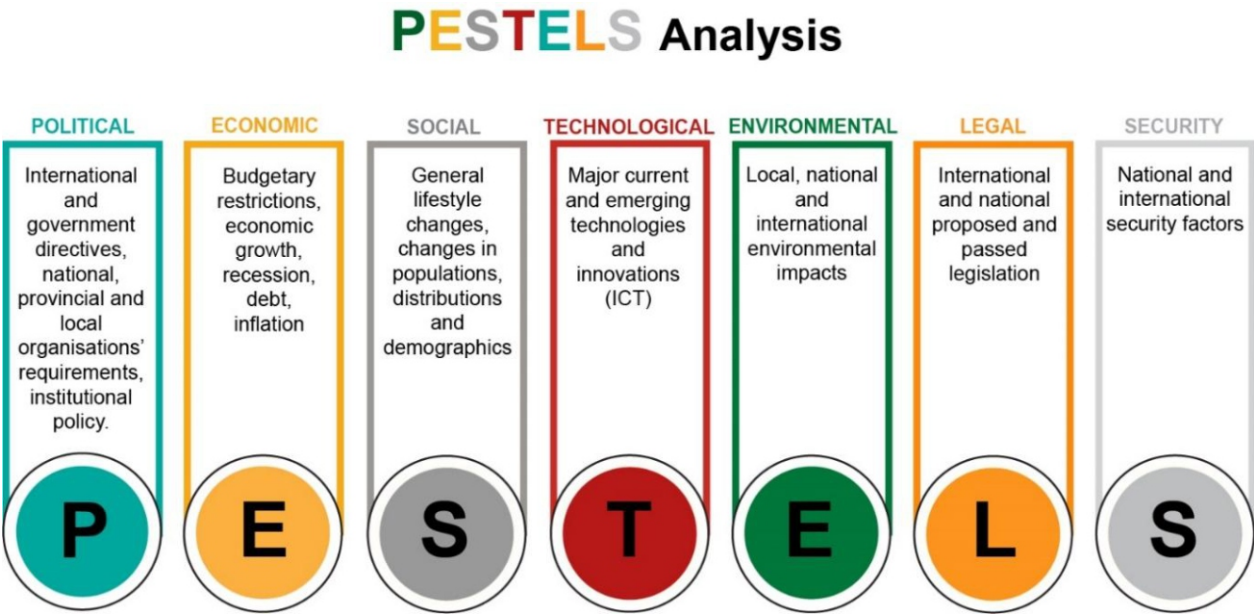 PESTELS Analysis
POLITICAL
International
and
government
directives,
national,
provincial and
local
organisations’
requirements,
institutional
policy.
P
ECONOMIC
Budgetary
restrictions,
economic
growth,
recession,
debt,
inflation
E
SOCIAL
General
lifestyle
changes,
changes in
populations,
distributions
and
demographics
S
TECHNOLOGICAL
Major current
and emerging
technologies
and
innovations
(ICT)
T
ENVIRONMENTAL
Local, national
and
international
environmental
impacts
E
LEGAL
International
and national
proposed and
passed
legislation
L
SECURITY
National and
international
security factors
S